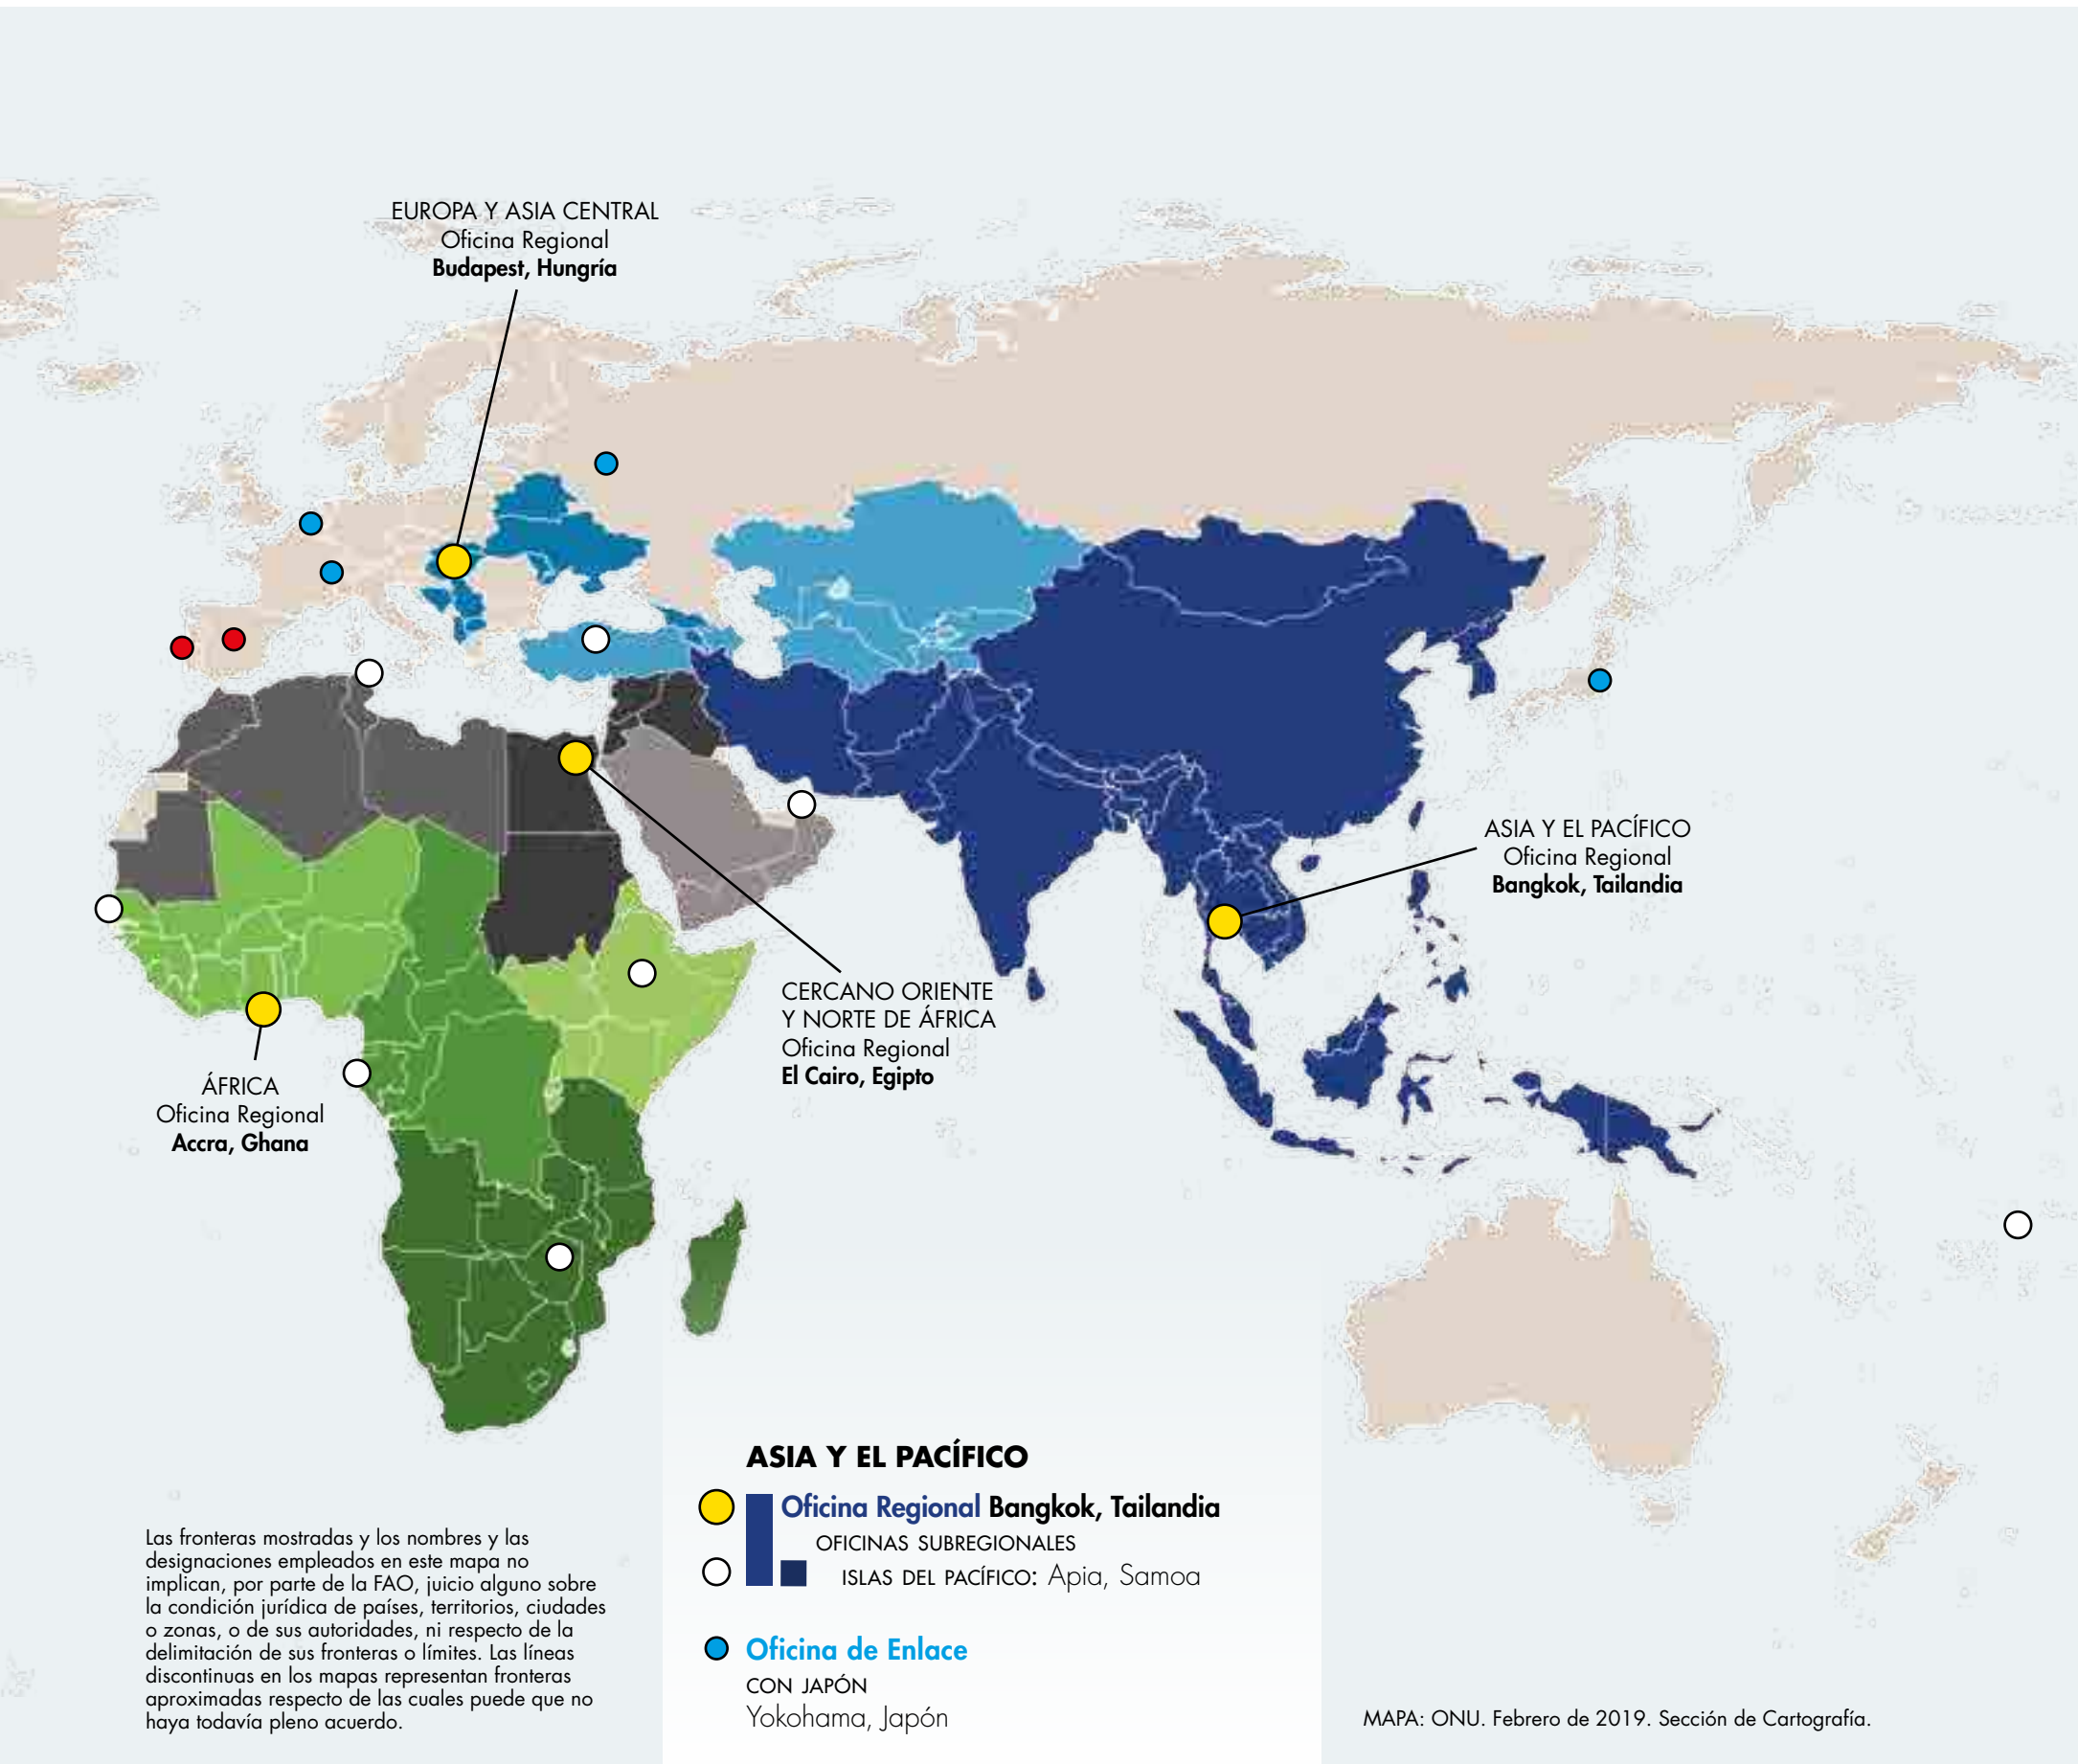 EUROPA Y ASIA CENTRAL
Oficina Regional
Budapest, Hungría
ASIA Y EL PACÍFICO
Oficina Regional
Bangkok, Tailandia
CERCANO ORIENTE
Y NORTE DE ÁFRICA
Oficina Regional
El Cairo, Egipto
ÁFRICA
Oficina Regional
Accra, Ghana
ASIA Y EL PACÍFICO
Oficina Regional Bangkok, Tailandia
OFICINAS SUBREGIONALES
ISLAS DEL PACÍFICO: Apia, Samoa
Oficina de Enlace
CON JAPÓN
Yokohama, Japón
Las fronteras mostradas y los nombres y las
designaciones empleados en este mapa no
implican, por parte de la FAO, juicio alguno sobre
la condición jurídica de países, territorios, ciudades
o zonas, o de sus autoridades, ni respecto de la
delimitación de sus fronteras o límites. Las líneas
discontinuas en los mapas representan fronteras
aproximadas respecto de las cuales puede que no
haya todavía pleno acuerdo.
MAPA: ONU. Febrero de 2019. Sección de Cartografía.